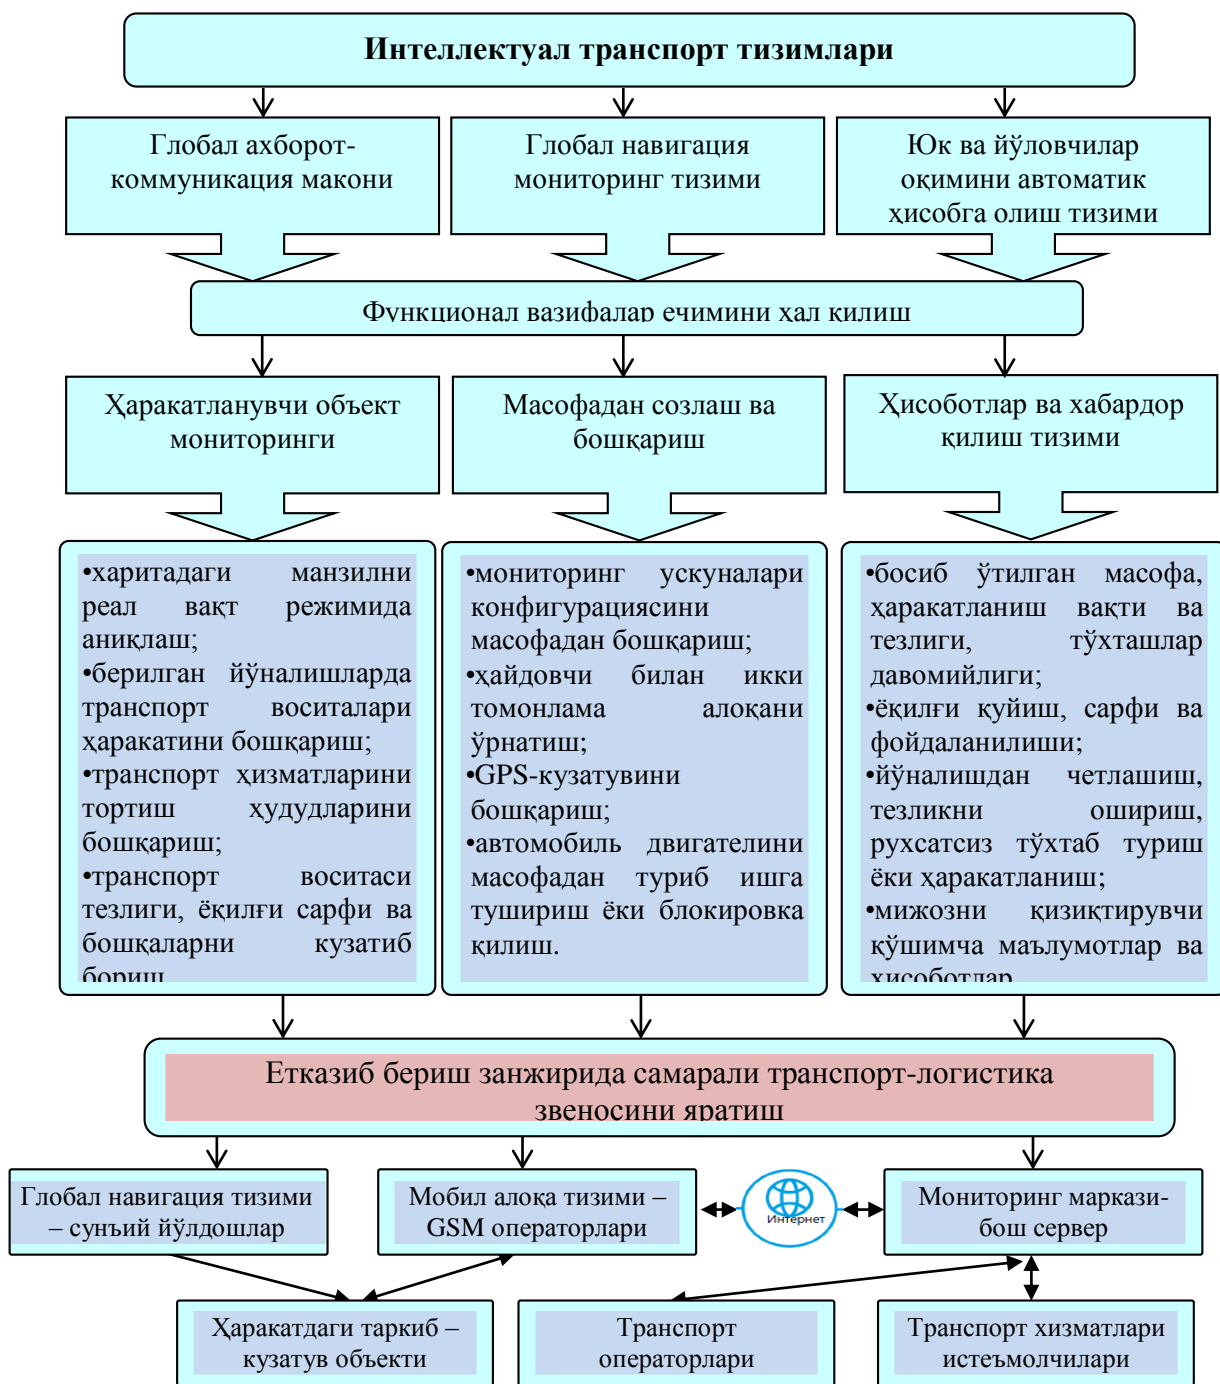 Интеллектуал транспорт тизимлари
Глобал ахборот-
коммуникация макони
Глобал навигация
мониторинг тизими
Юк ва йўловчилар
оқимини автоматик
ҳисобга олиш тизими
Функционал вазифалар ечимини ҳал қилиш
Ҳаракатланувчи объект
мониторинги
Масофадан созлаш ва
бошқариш
Ҳисоботлар ва хабардор
қилиш тизими
•харитадаги манзилни
реал вақт режимида
аниқлаш;
•берилган йўналишларда
транспорт воситалари
ҳаракатини бошқариш;
•транспорт ҳизматларини
тортиш ҳудудларини
бошқариш;
•транспорт воситаси
тезлиги, ёқилғи сарфи ва
бошқаларни кузатиб
бориш
•мониторинг ускуналари
конфигурациясини
масофадан бошқариш;
•ҳайдовчи билан икки
томонлама алоқани
ўрнатиш;
•GPS-кузатувини
бошқариш;
•автомобиль двигателини
масофадан туриб ишга
тушириш ёки блокировка
қилиш.
•босиб ўтилган масофа,
ҳаракатланиш вақти ва
тезлиги, тўхташлар
давомийлиги;
•ёқилғи қуйиш, сарфи ва
фойдаланилиши;
•йўналишдан четлашиш,
тезликни ошириш,
рухсатсиз тўхтаб туриш
ёки ҳаракатланиш;
•мижозни қизиқтирувчи
қўшимча маълумотлар ва
ҳисоботлар
Етказиб бериш занжирида самарали транспорт-логистика
звеносини яратиш
Глобал навигация тизими
– сунъий йўлдошлар
Мобил алоқа тизими –
GSM операторлари
Интернет
Мониторинг маркази-
бош сервер
Ҳаракатдаги таркиб –
кузатув объекти
Транспорт
операторлари
Транспорт хизматлари
истеъмолчилари